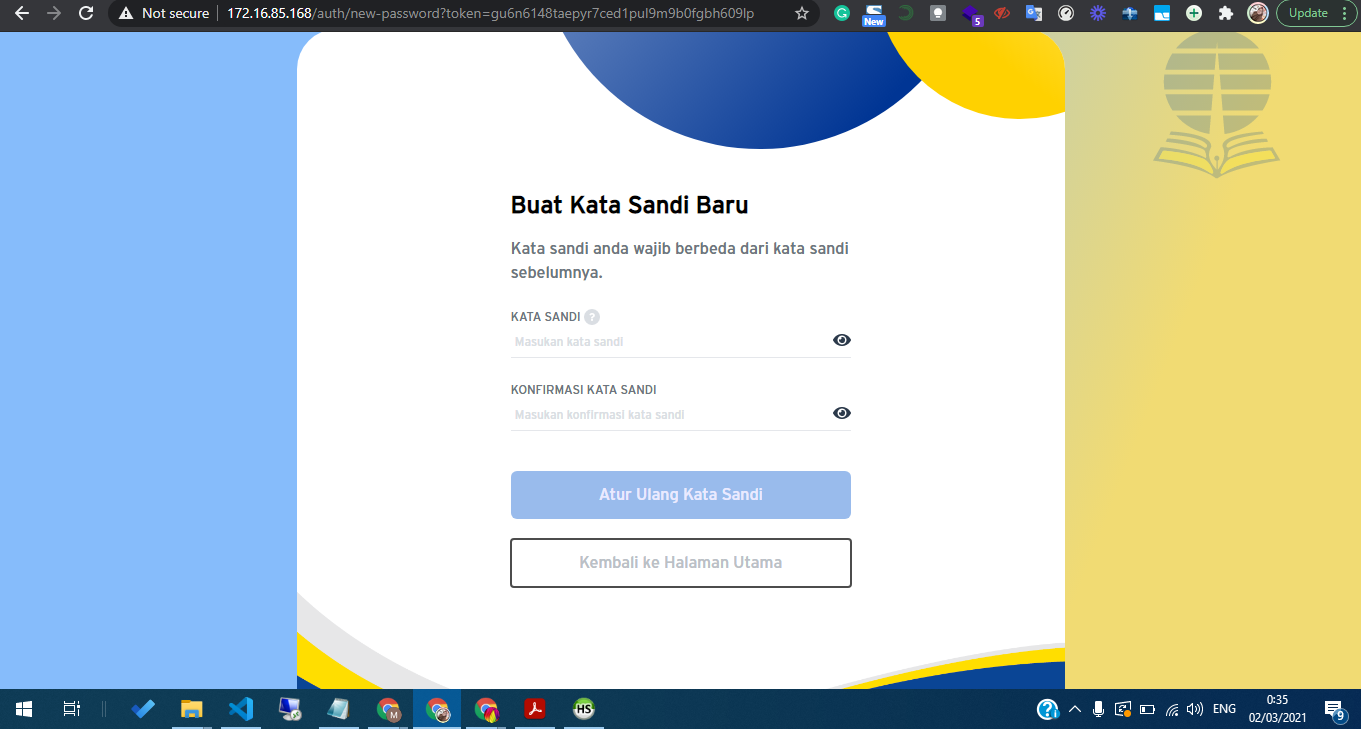 Not secure
172.16.85.168/auth/new-password?token=gu6n6148taepyr7ced1pul9m9b0fgbh609lp
New
5
Update
Buat Kata Sandi Baru
Kata sandi anda wajib berbeda dari kata sandi
sebelumnya.
KATA SANDI ?
Masukan kata sandi
KONFIRMASI KATA SANDI
Masukan konfirmasi kata sandi
Atur Ulang Kata Sandi
Kembali ke Halaman Utama
M
HS
ENG
0:35
02/03/2021
9